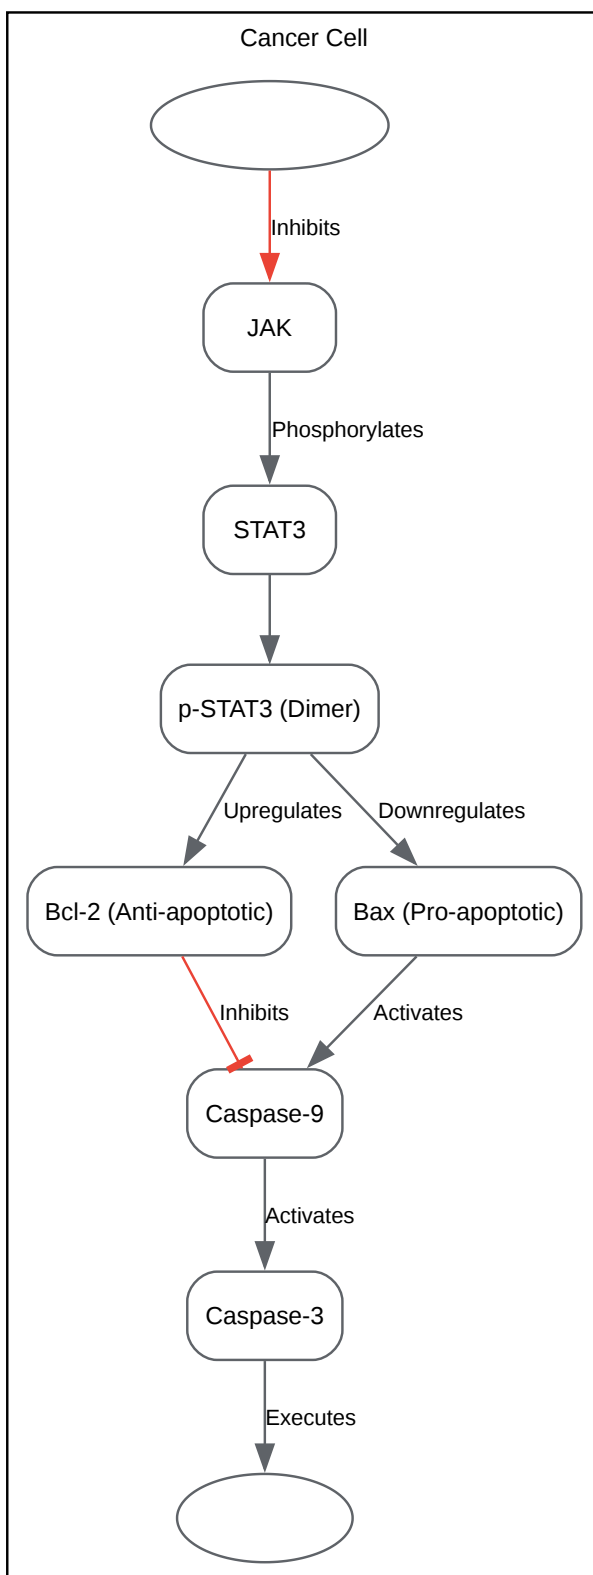 Cancer Cell
Inhibits
JAK
Phosphorylates
STAT3
p-STAT3 (Dimer)
Upregulates
Downregulates
Bcl-2 (Anti-apoptotic)
Bax (Pro-apoptotic)
Inhibits
Activates
Caspase-9
Activates
Caspase-3
Executes